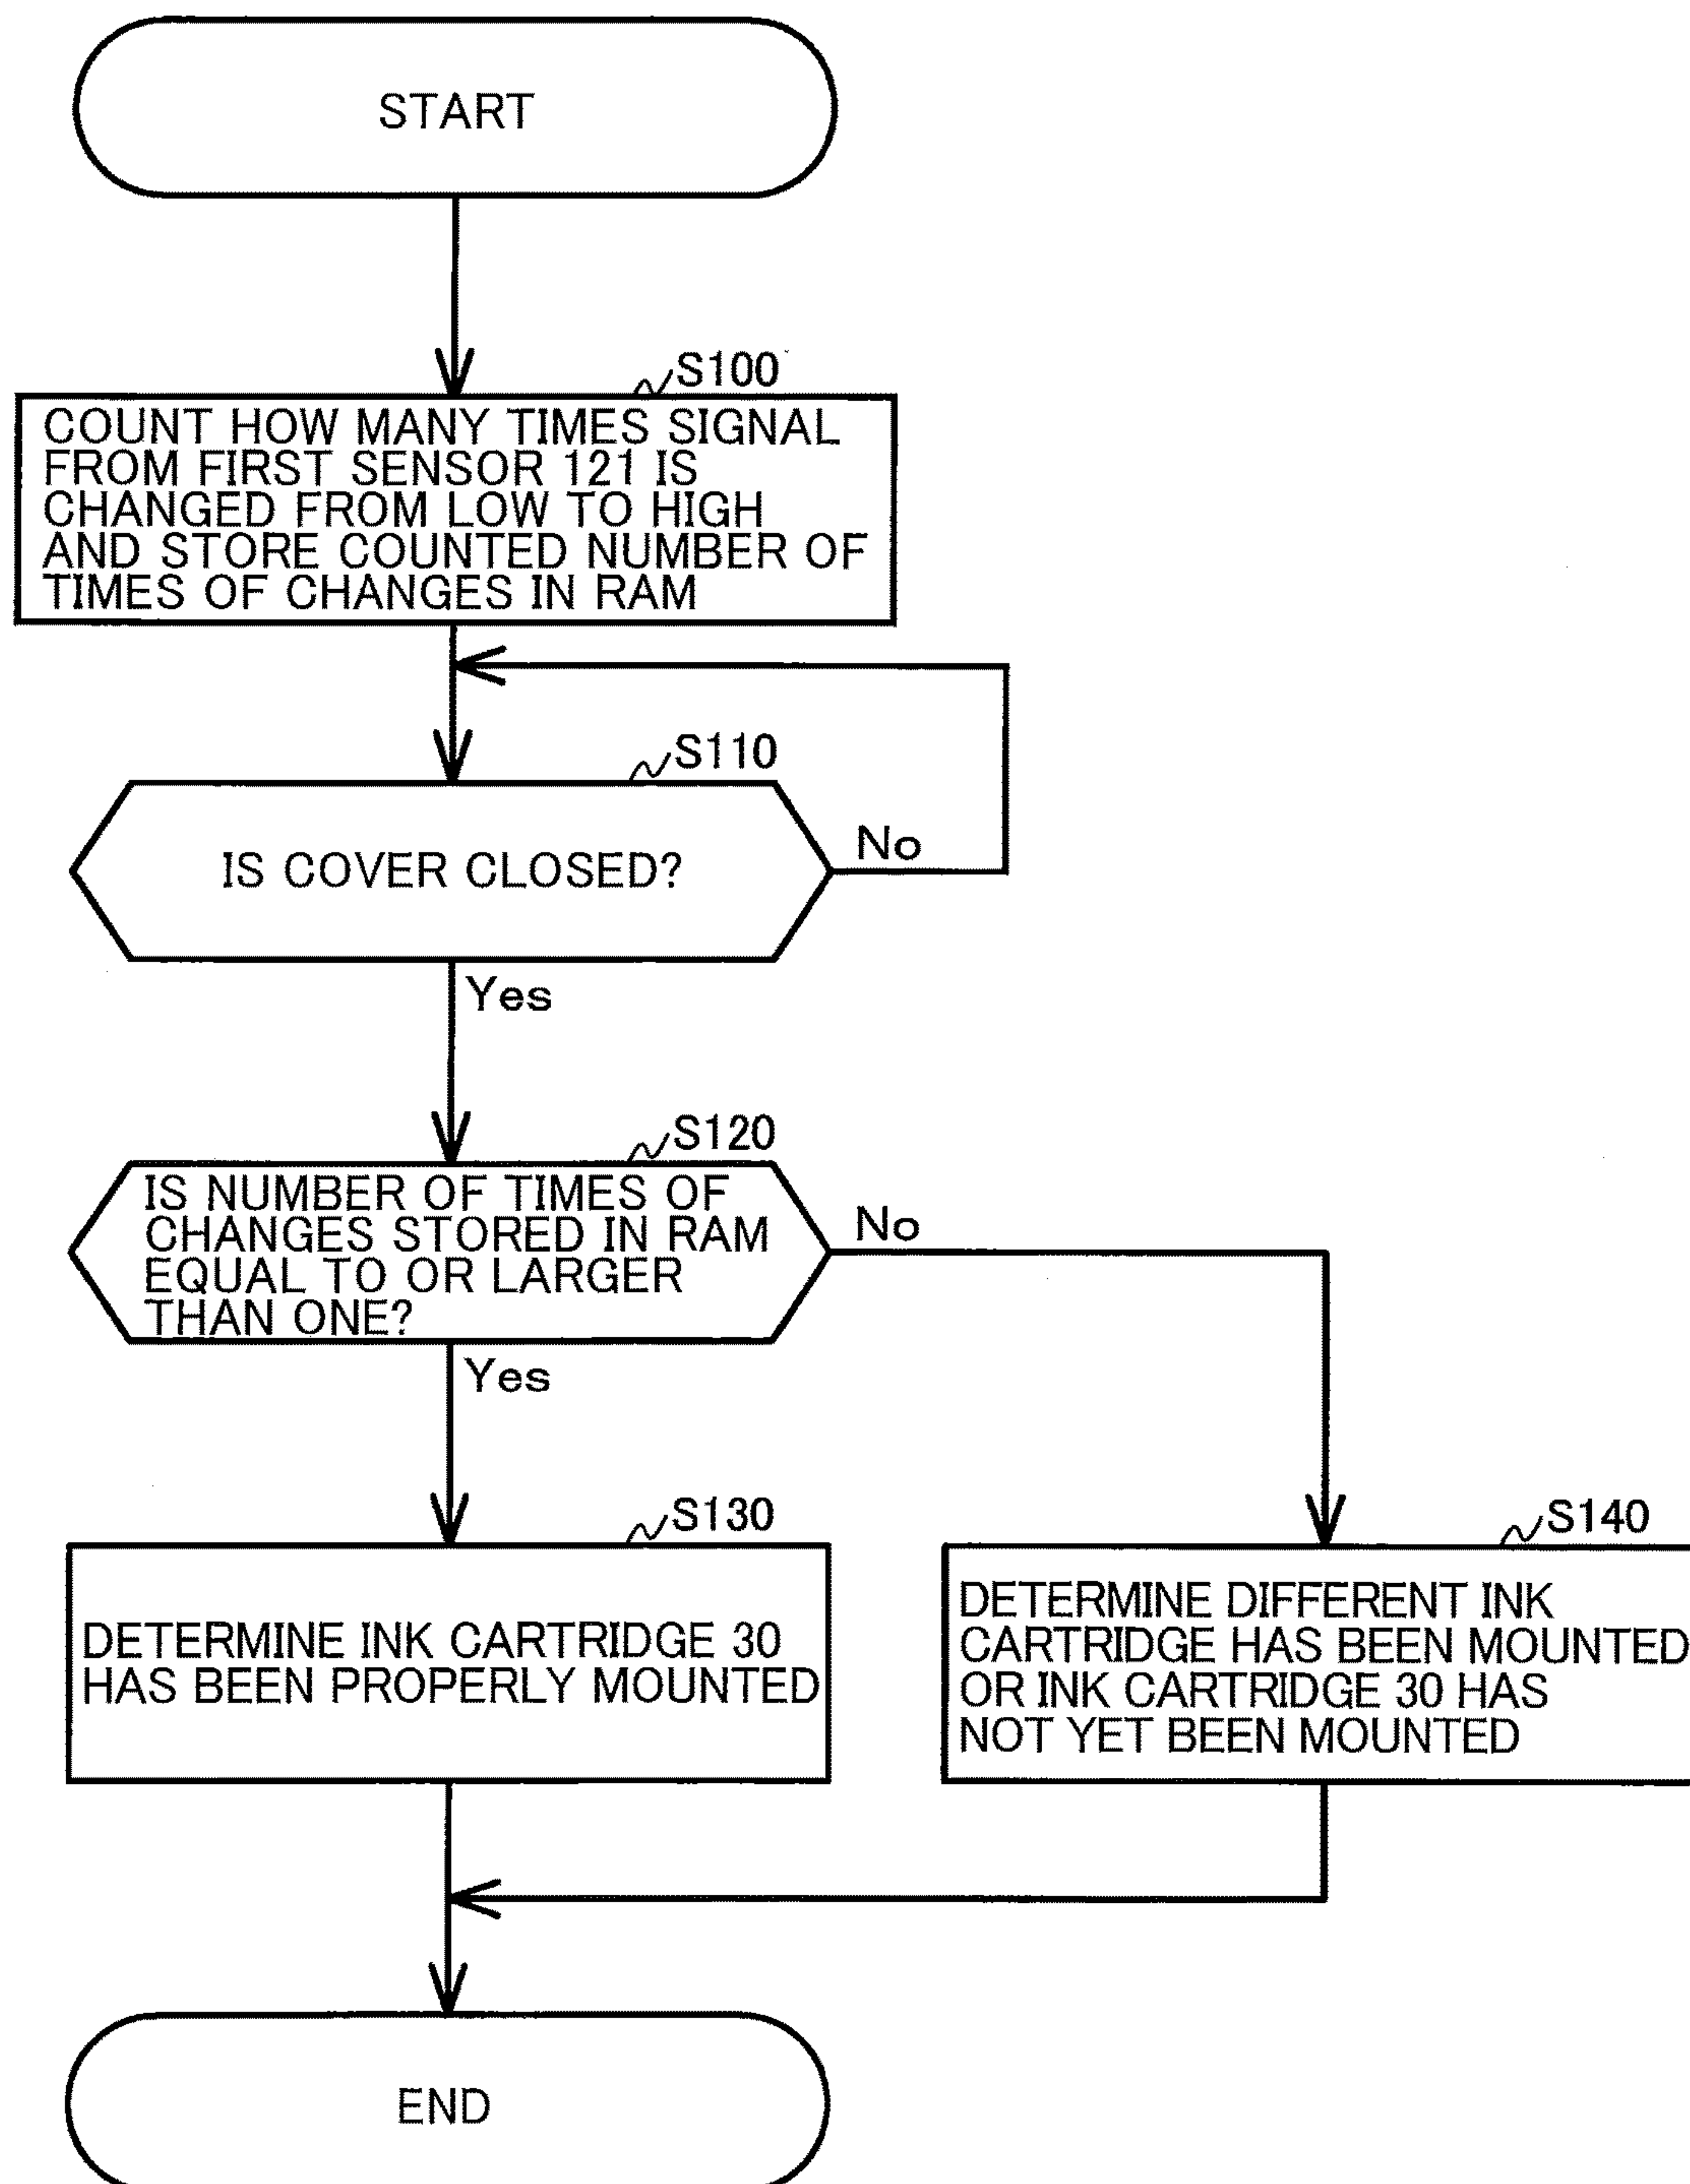 START
S100
COUNT HOW MANY TIMES SIGNAL
FROM FIRST SENSOR 121 IS
CHANGED FROM LOW TO HIGH
AND STORE COUNTED NUMBER OF
TIMES OF CHANGES IN RAM
S110
IS COVER CLOSED?
No
Yes
S120
IS NUMBER OF TIMES OF
CHANGES STORED IN RAM
EQUAL TO OR LARGER
THAN ONE?
No
Yes
S130
DETERMINE INK CARTRIDGE 30
HAS BEEN PROPERLY MOUNTED
S140
DETERMINE DIFFERENT INK
CARTRIDGE HAS BEEN MOUNTED
OR INK CARTRIDGE 30 HAS
NOT YET BEEN MOUNTED
END